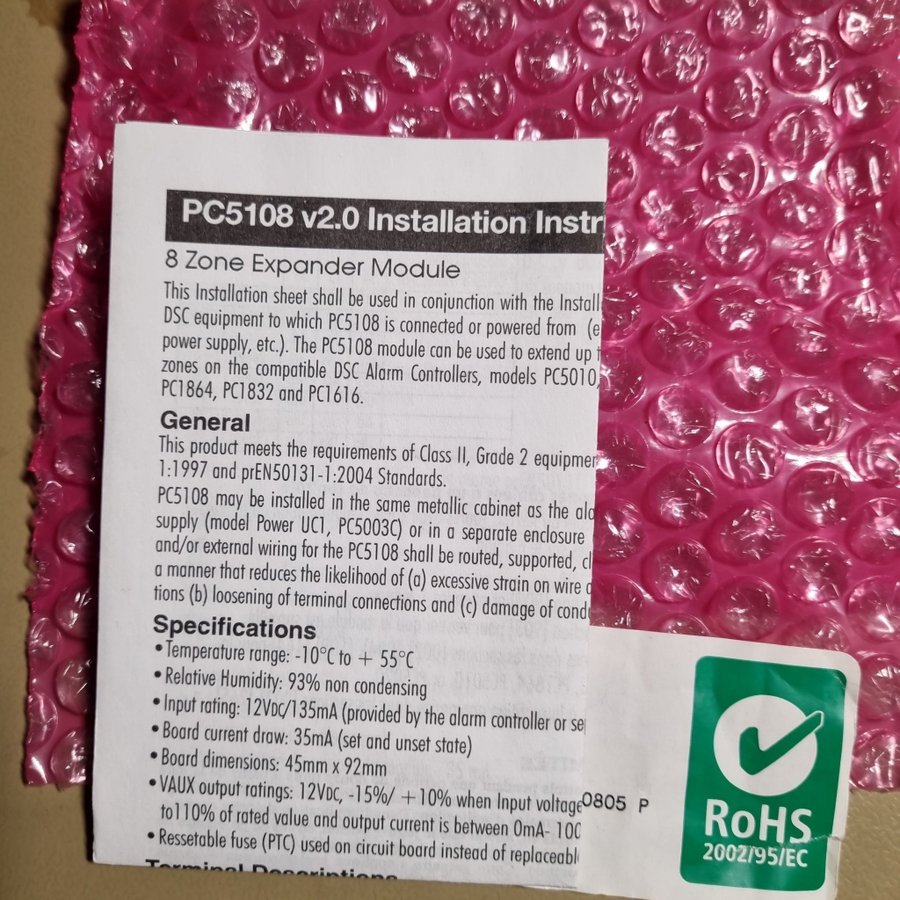 PC5108 v2.0 Installation Instr
8 Zone Expander Module
This Installation sheet shall be used in conjunction with the Install
DSC equipment to which PC5108 is connected or powered from (e
power supply, etc.). The PC5108 module can be used to extend up t
zones on the compatible DSC Alarm Controllers, models PC5010,
PC1864, PC1832 and PC1616.
General
This product meets the requirements of Class II, Grade 2 equipmen
1:1997 and prEN50131-1:2004 Standards.
PC5108 may be installed in the same metallic cabinet as the ala
supply (model Power UC1, PC5003C) or in a separate enclosure
and/or external wiring for the PC5108 shall be routed, supported, cl
a manner that reduces the likelihood of (a) excessive strain on wire a
tions (b) loosening of terminal connections and (c) damage of condu
Specifications
•Temperature range: -10°C to + 55°C
•Relative Humidity: 93% non condensing
•Input rating: 12VDC/135mA (provided by the alarm controller or se
•Board current draw: 35mA (set and unset state)
•Board dimensions: 45mm x 92mm
•VAUX output ratings: 12VDC, -15%/ +10% when Input voltage
to110% of rated value and output current is between 0mA- 100
•Ressetable fuse (PTC) used on circuit board instead of replaceabl
Terminal Descriptions
0805 P
RoHS
2002/95/EC